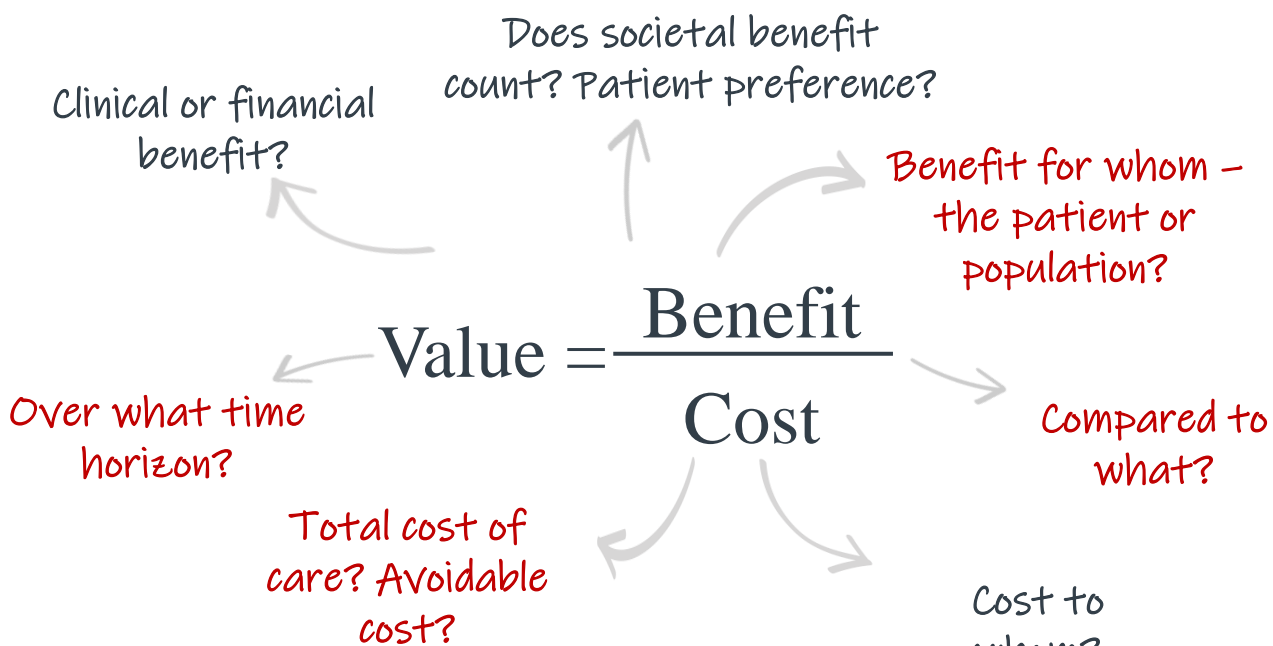 Does societal benefit
count? Patient preference?
Clinical or financial
benefit?
Benefit for whom –
the patient or
population?
Value =
Benefit
Cost
Over what time
horizon?
Compared to
what?
Total cost of
care? Avoidable
cost?
Cost to